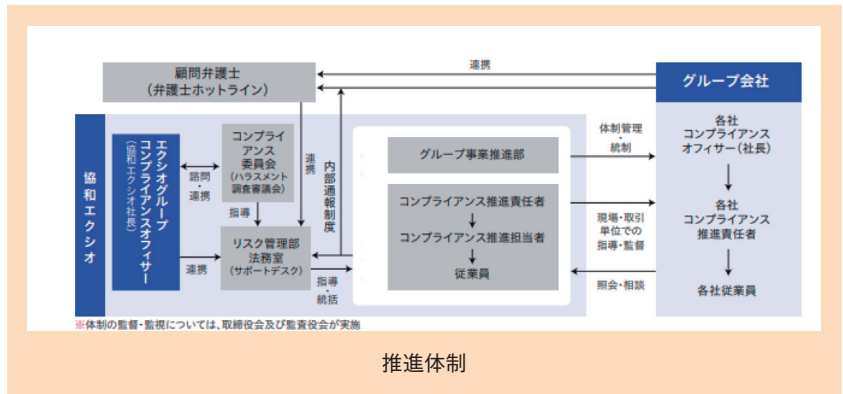 顧問弁護士
(弁護士ホットライン)
連携
グループ会社
協和エクシオ
エクシオグループ
コンプライアンスオフィサー
(協和エクシオ社長)
諮問・
連携
連携
コンプライ
アンス
委員会
(ハラスメント
調査審議会)
指導
リスク管理部
法務室
(サポートデスク)
連携
内部通報制度
指導・
統括
グループ事業推進部
コンプライアンス推進責任者
コンプライアンス推進担当者
従業員
体制管理・
統制
現場・取引
単位での
指導・監督
照会・相談
各社
コンプライアンス
オフィサー(社長)
各社
コンプライアンス
推進責任者
各社従業員
※体制の監督・監視については、取締役会及び監査役会が実施
推進体制